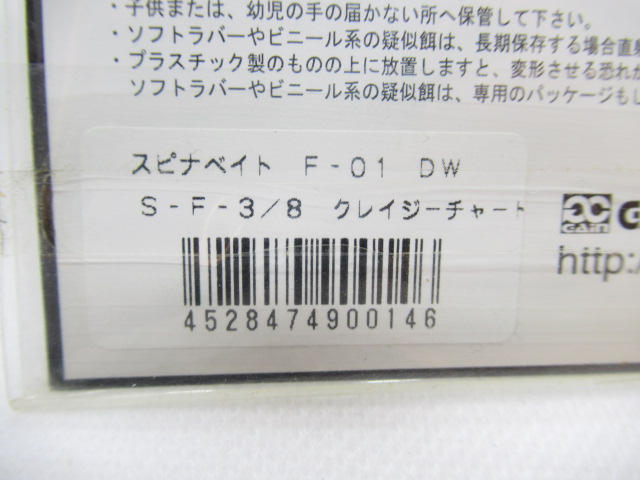 ・子供または、幼児の手の届かない所へ保管して下さい。
・ソフトラバーやビニール系の疑似餌は、長期保存する場合直射
・プラスチック製のものの上に放置しますと、変形させる恐れが
ソフトラバーやビニール系の疑似餌は、専用のパッケージもし
スピナベイト F-01 DW
S-F-3/8 クレイジーチャート
4528474900146
GAIN
http:/